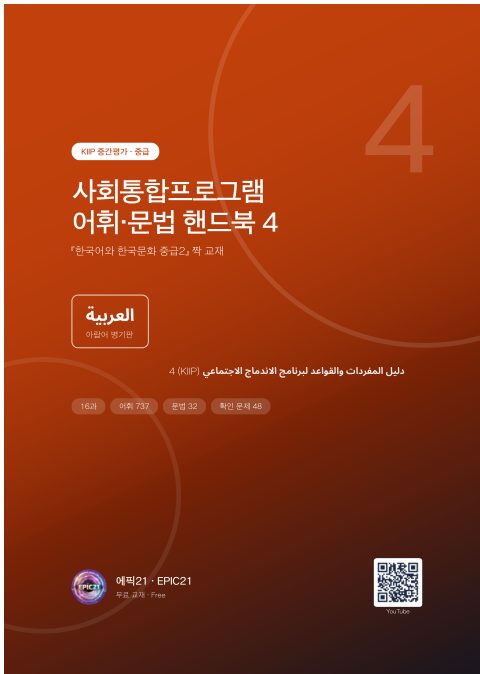 4
KIIP 중간평가 · 중급
사회통합프로그램
어휘·문법 핸드북 4
『한국어와 한국문화 중급2』 짝 교재
العربية
아랍어 병기판
دليل المفردات والقواعد لبرنامج الاندماج الاجتماعي (KIIP) 4
16과 어휘 737 문법 32 확인 문제 48
EPIC21
에픽21 · EPIC21
무료 교재 · Free
YouTube